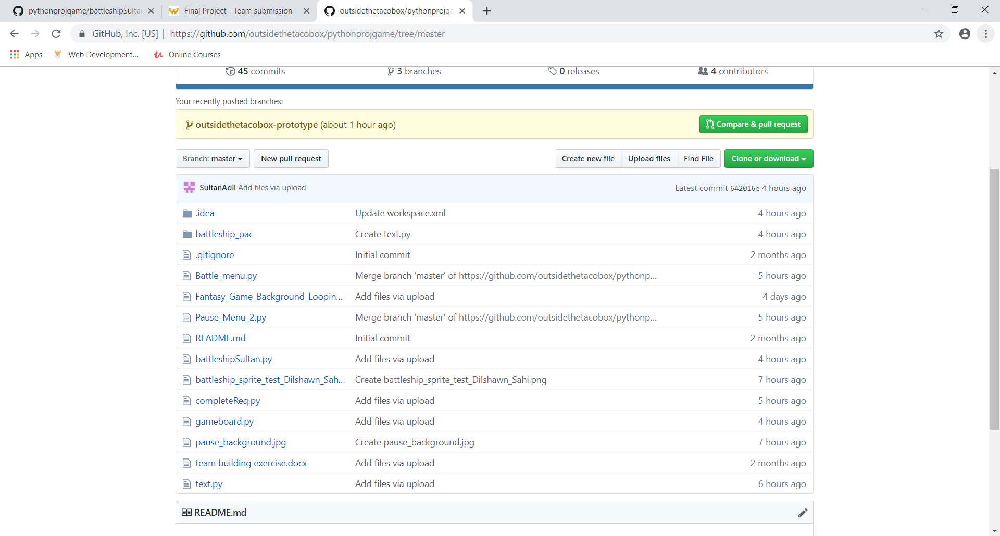 pythonprojgame/battleshipSultan
Final Project - Team submission
outsidethetacobox/pythonprojga
GitHub, Inc. [US] | https://github.com/outsidethetacobox/pythonprojgame/tree/master
Apps Web Development... Online Courses
45 commits 3 branches 0 releases 4 contributors
Your recently pushed branches:
outsidethetacobox-prototype (about 1 hour ago) Compare & pull request
Branch: master New pull request Create new file Upload files Find File Clone or download
SultanAdil Add files via upload Latest commit 642016e 4 hours ago
.idea Update workspace.xml 4 hours ago
battleship_pac Create text.py 4 hours ago
.gitignore Initial commit 2 months ago
Battle_menu.py Merge branch 'master' of https://github.com/outsidethetacobox/pythonp... 5 hours ago
Fantasy_Game_Background_Loopin... Add files via upload 4 days ago
Pause_Menu_2.py Merge branch 'master' of https://github.com/outsidethetacobox/pythonp... 5 hours ago
README.md Initial commit 2 months ago
battleshipSultan.py Add files via upload 4 hours ago
battleship_sprite_test_Dilshawn_Sah... Create battleship_sprite_test_Dilshawn_Sahi.png 7 hours ago
completeReq.py Add files via upload 5 hours ago
gameboard.py Add files via upload 4 hours ago
pause_background.jpg Create pause_background.jpg 7 hours ago
team building exercise.docx Add files via upload 2 months ago
text.py Add files via upload 6 hours ago
README.md